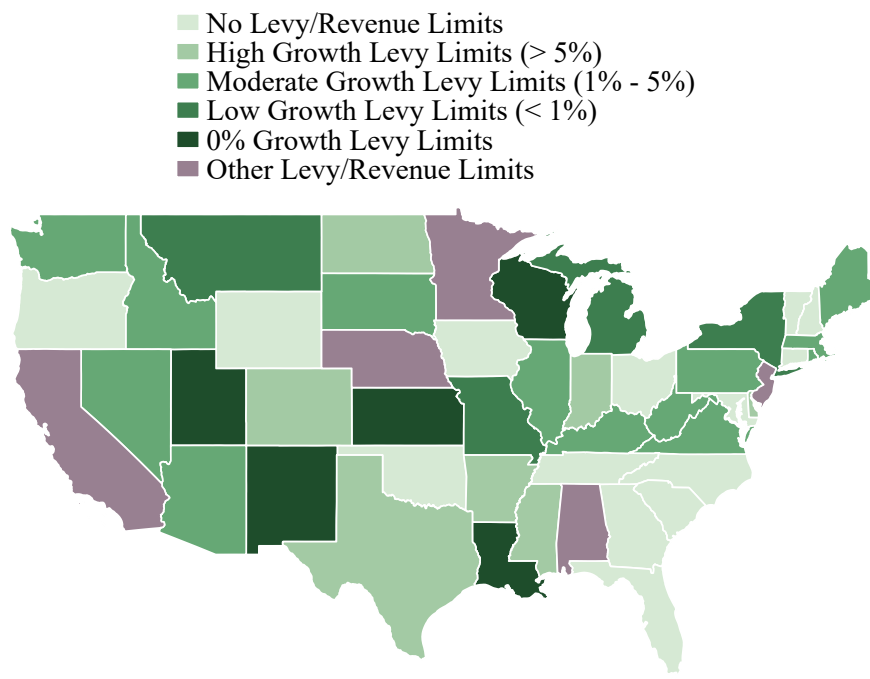 No Levy/Revenue Limits
High Growth Levy Limits (> 5%)
Moderate Growth Levy Limits (1% - 5%)
Low Growth Levy Limits (< 1%)
0% Growth Levy Limits
Other Levy/Revenue Limits